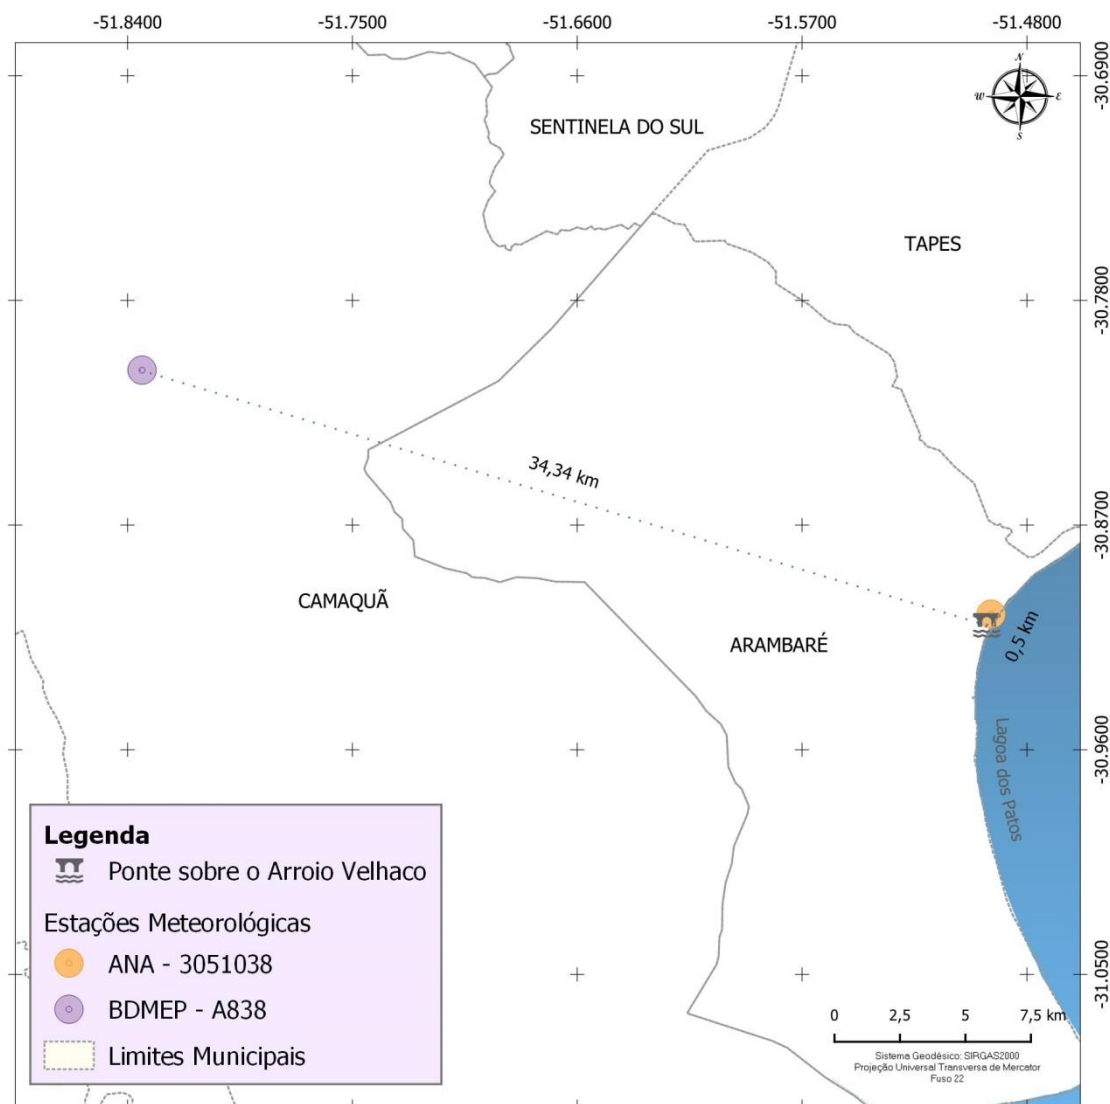 -51.8400 -51.7500 -51.6600 -51.5700 -51.4800
-30.6900
N
W E
S
SENTINELA DO SUL
TAPES
-30.7800
34,34 km
-30.8700
CAMAQUÃ
ARAMBARÉ
0,5 km
-30.9600
Lagoa dos Patos
Legenda
Ponte sobre o Arroio Velhaco
Estações Meteorológicas
ANA - 3051038
BDMEP - A838
Limites Municipais
-31.0500
0 2,5 5 7,5 km
Sistema Geodésico: SIRGAS2000
Projeção Universal Transversa de Mercator
Fuso 22